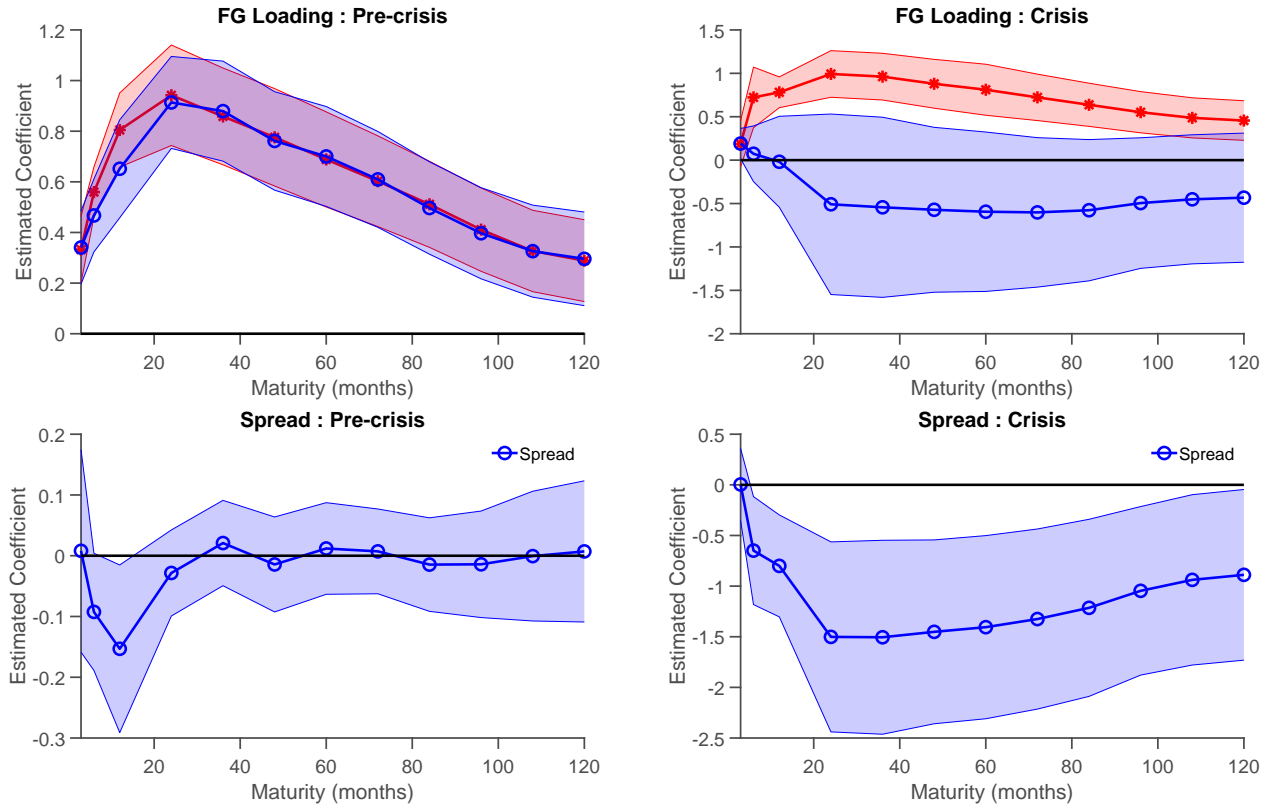 FG Loading : Pre-crisis
Estimated Coefficient
1.2
1
0.8
0.6
0.4
0.2
0
20 40 60 80 100 120
Maturity (months)
FG Loading : Crisis
Estimated Coefficient
1.5
1
0.5
0
-0.5
-1
-1.5
-2
20 40 60 80 100 120
Maturity (months)
Spread : Pre-crisis
Estimated Coefficient
0.2
0.1
0
-0.1
-0.2
-0.3
Spread
20 40 60 80 100 120
Maturity (months)
Spread : Crisis
Estimated Coefficient
0.5
0
-0.5
-1
-1.5
-2
-2.5
Spread
20 40 60 80 100 120
Maturity (months)